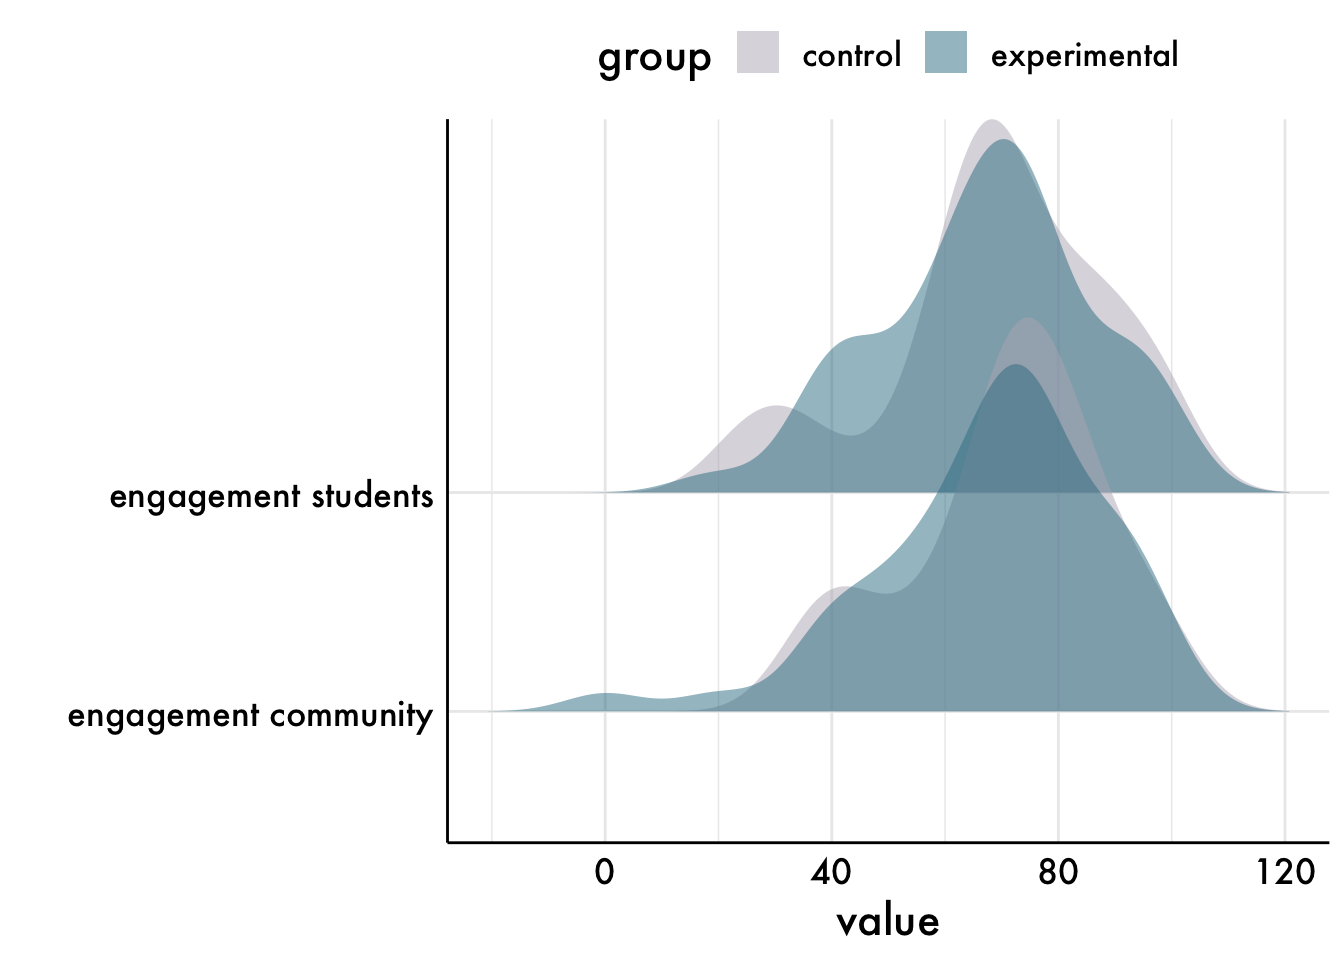 group control experimental
engagement students
engagement community
0 40 80 120
value